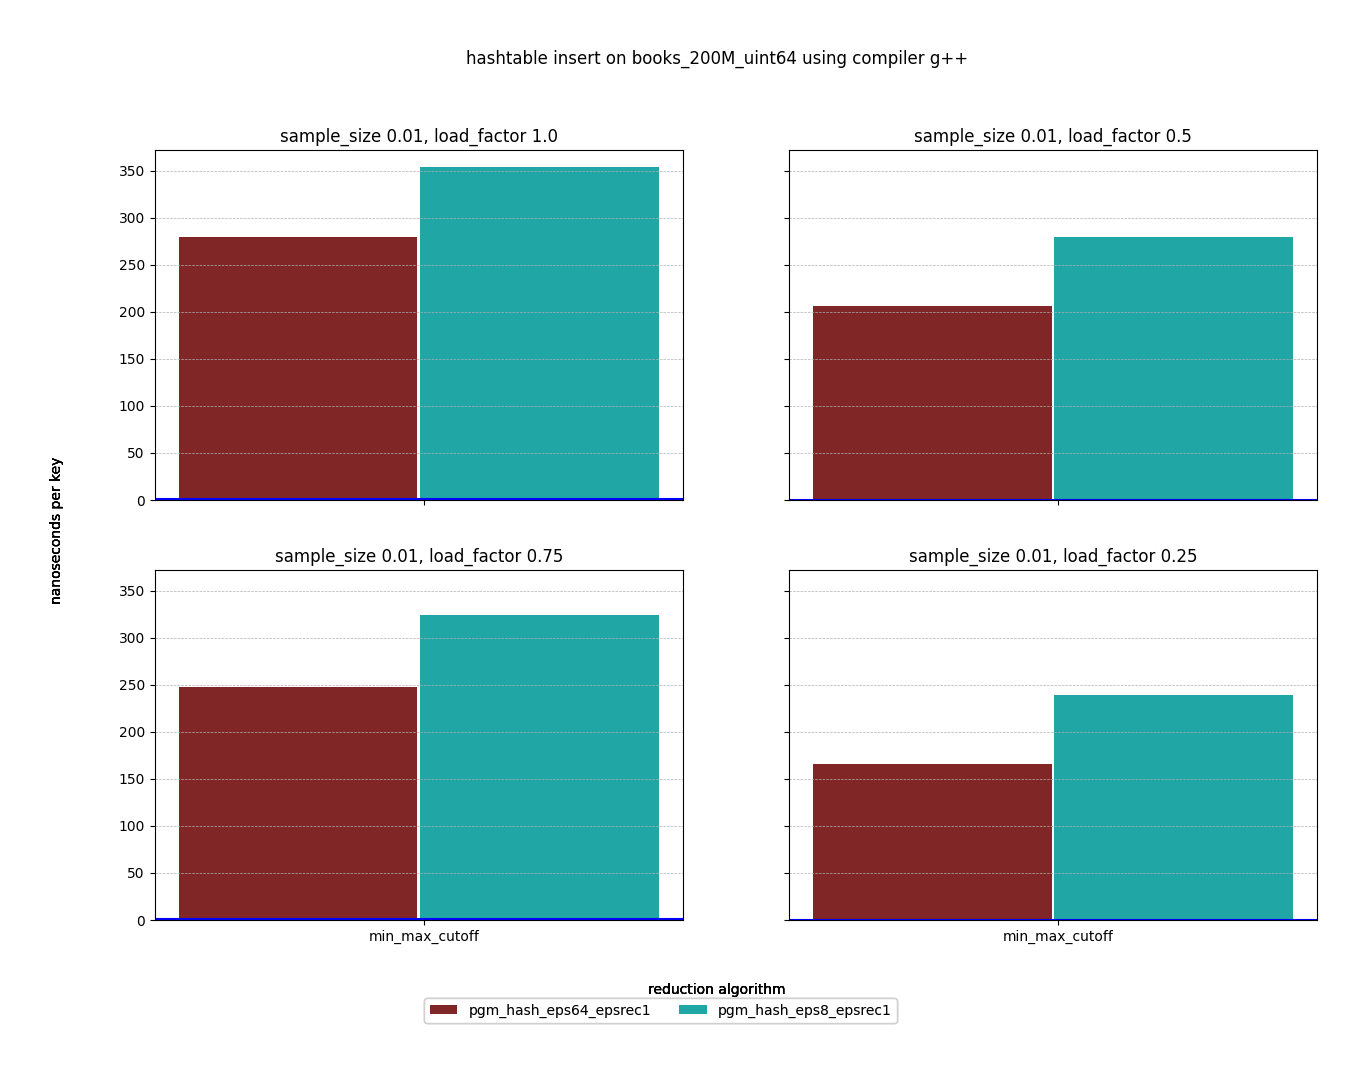 hashtable insert on books_200M_uint64 using compiler g++
sample_size 0.01, load_factor 1.0
sample_size 0.01, load_factor 0.5
350
300
250
200
150
100
50
0
nanoseconds per key
sample_size 0.01, load_factor 0.75
sample_size 0.01, load_factor 0.25
350
300
250
200
150
100
50
0
min_max_cutoff
min_max_cutoff
reduction algorithm
pgm_hash_eps64_epsrec1
pgm_hash_eps8_epsrec1